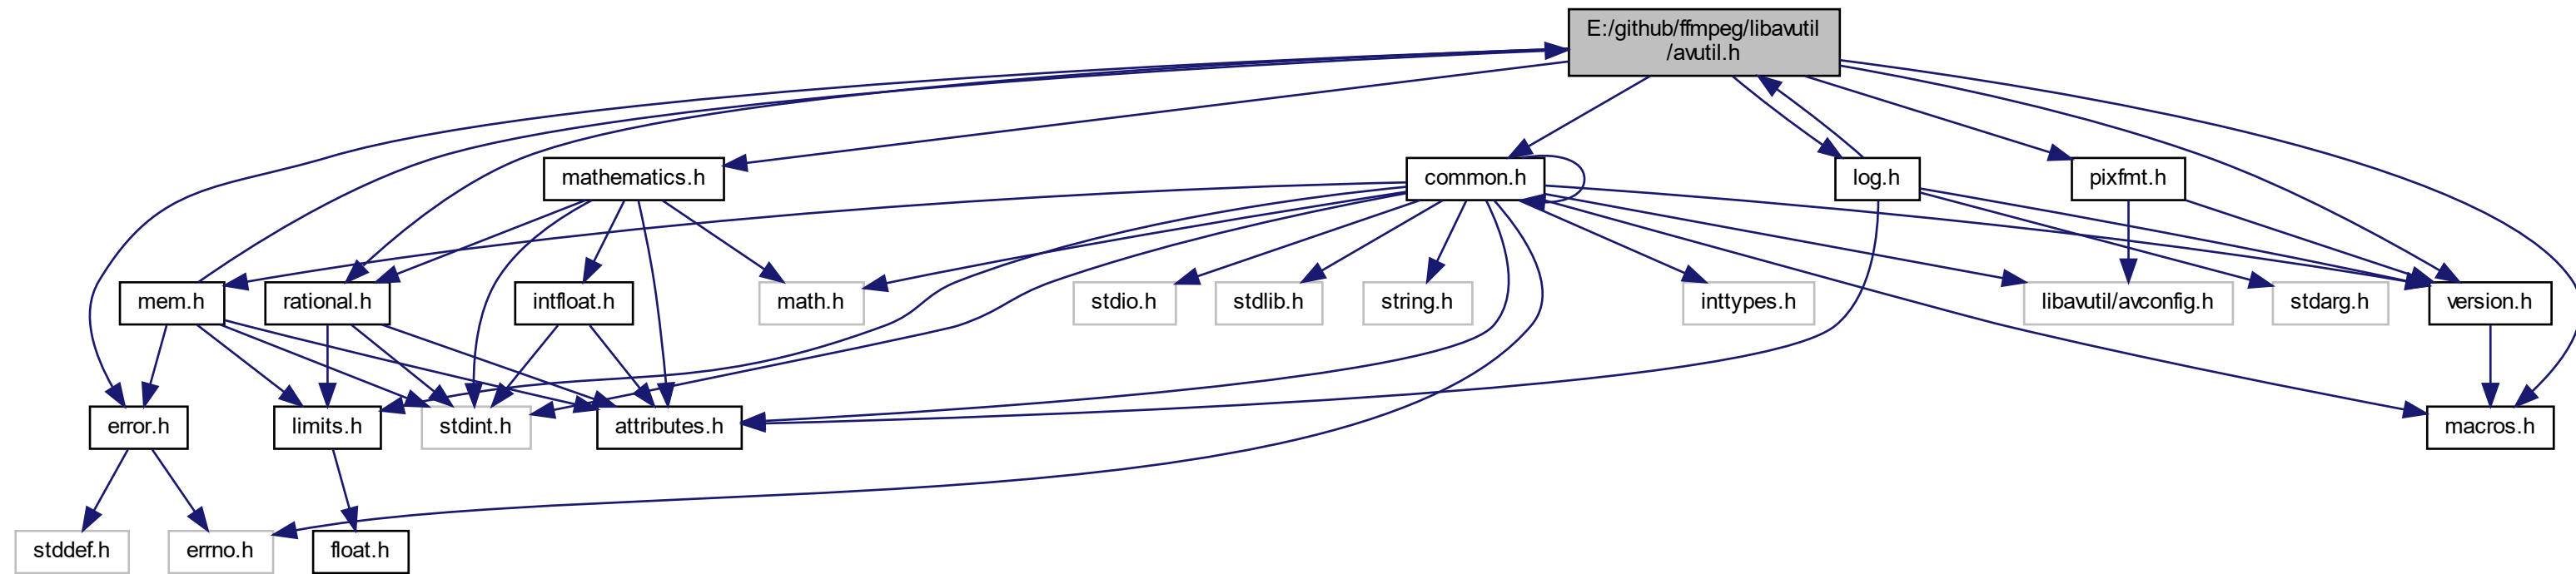 E:/github/ffmpeg/libavutil
/avutil.h
mathematics.h
common.h
log.h
pixfmt.h
mem.h
rational.h
intfloat.h
math.h
stdio.h
stdlib.h
string.h
inttypes.h
libavutil/avconfig.h
stdarg.h
version.h
error.h
limits.h
stdint.h
attributes.h
macros.h
stddef.h
errno.h
float.h